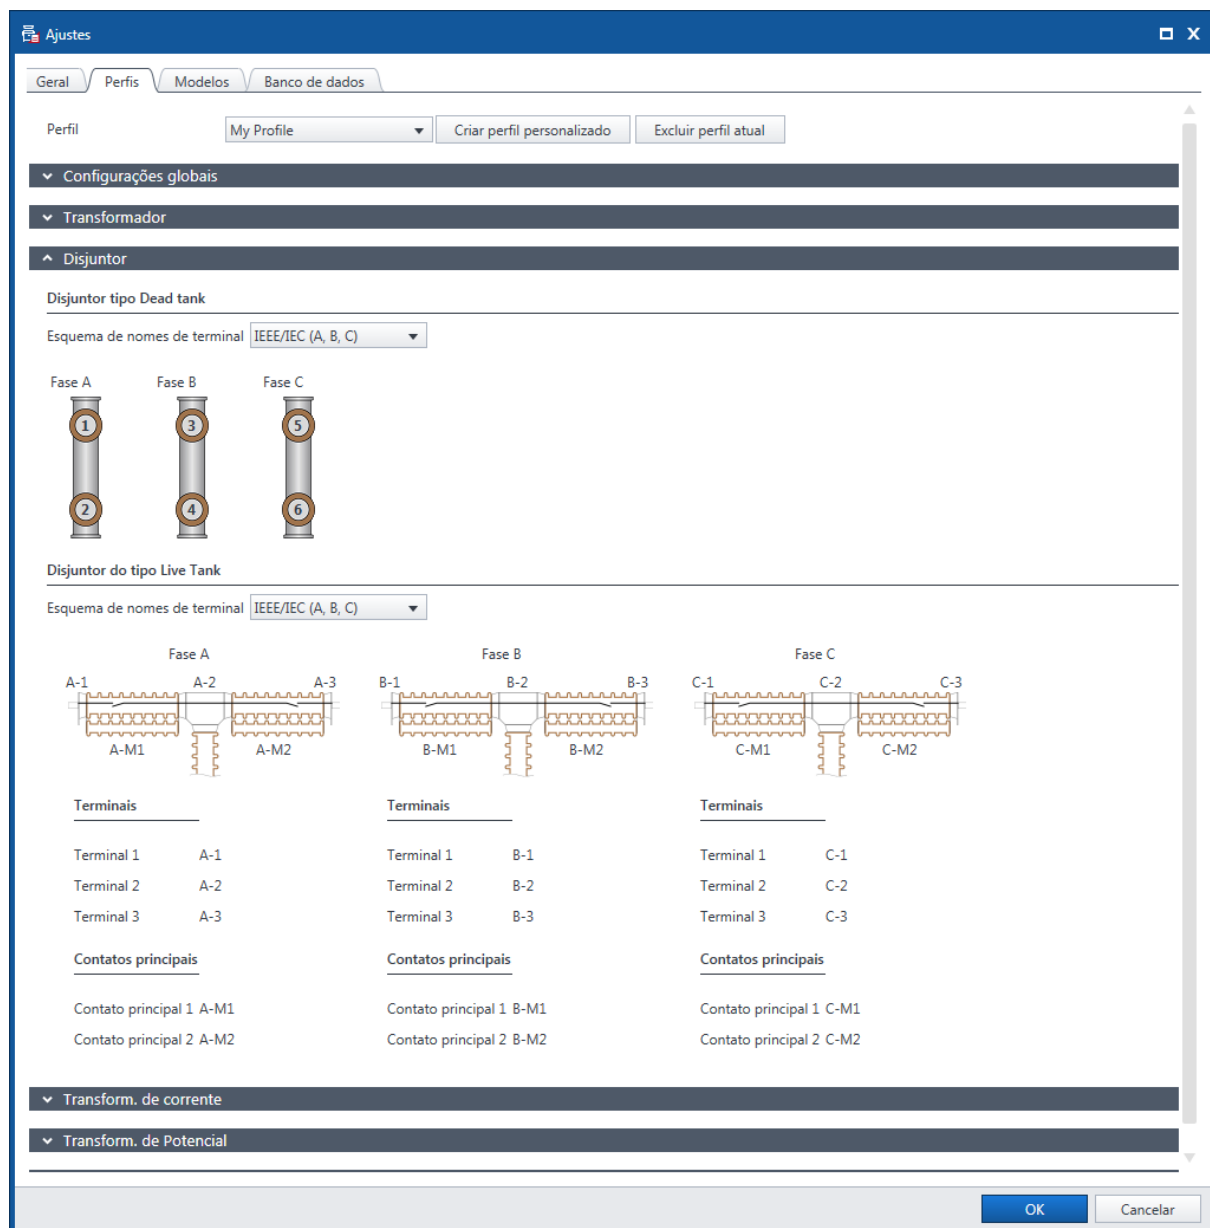 Ajustes
Geral Perfis Modelos Banco de dados
Perfil My Profile Criar perfil personalizado Excluir perfil atual
Configurações globais
Transformador
Disjuntor
Disjuntor tipo Dead tank
Esquema de nomes de terminal IEEE/IEC (A, B, C)
Fase A Fase B Fase C
1 3 5
2 4 6
Disjuntor do tipo Live Tank
Esquema de nomes de terminal IEEE/IEC (A, B, C)
Fase A Fase B Fase C
A-1 A-2 A-3 B-1 B-2 B-3 C-1 C-2 C-3
A-M1 A-M2 B-M1 B-M2 C-M1 C-M2
Terminais Terminais Terminais
Terminal 1 A-1 Terminal 1 B-1 Terminal 1 C-1
Terminal 2 A-2 Terminal 2 B-2 Terminal 2 C-2
Terminal 3 A-3 Terminal 3 B-3 Terminal 3 C-3
Contatos principais Contatos principais Contatos principais
Contato principal 1 A-M1 Contato principal 1 B-M1 Contato principal 1 C-M1
Contato principal 2 A-M2 Contato principal 2 B-M2 Contato principal 2 C-M2
Transform. de corrente
Transform. de Potencial
OK Cancelar